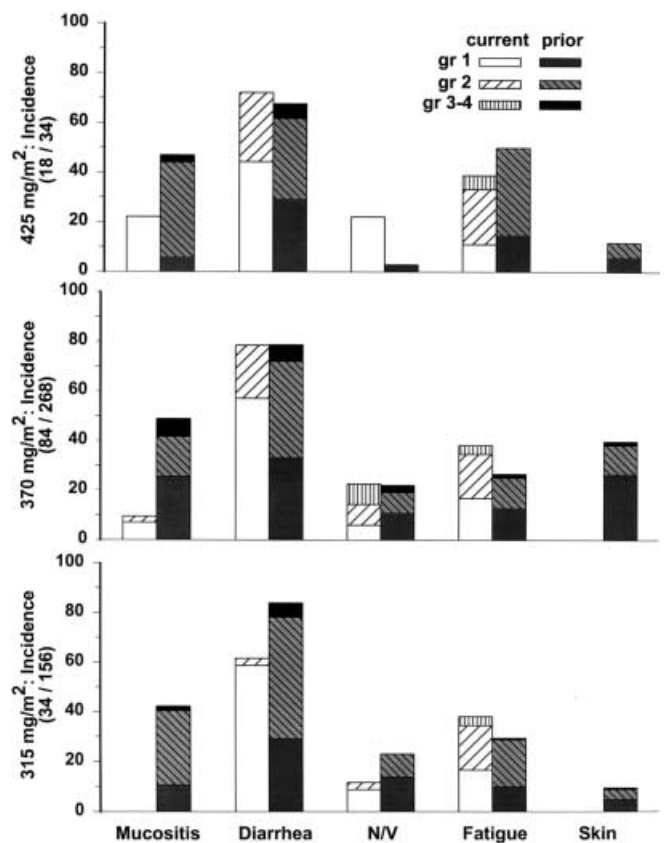 100
80
60
40
20
0
425 mg/m²: Incidence
(18 / 34)
current prior
gr 1
gr 2
gr 3-4
100
80
60
40
20
0
370 mg/m²: Incidence
(84 / 268)
100
80
60
40
20
0
315 mg/m²: Incidence
(34 / 156)
Mucositis Diarrhea N/V Fatigue Skin